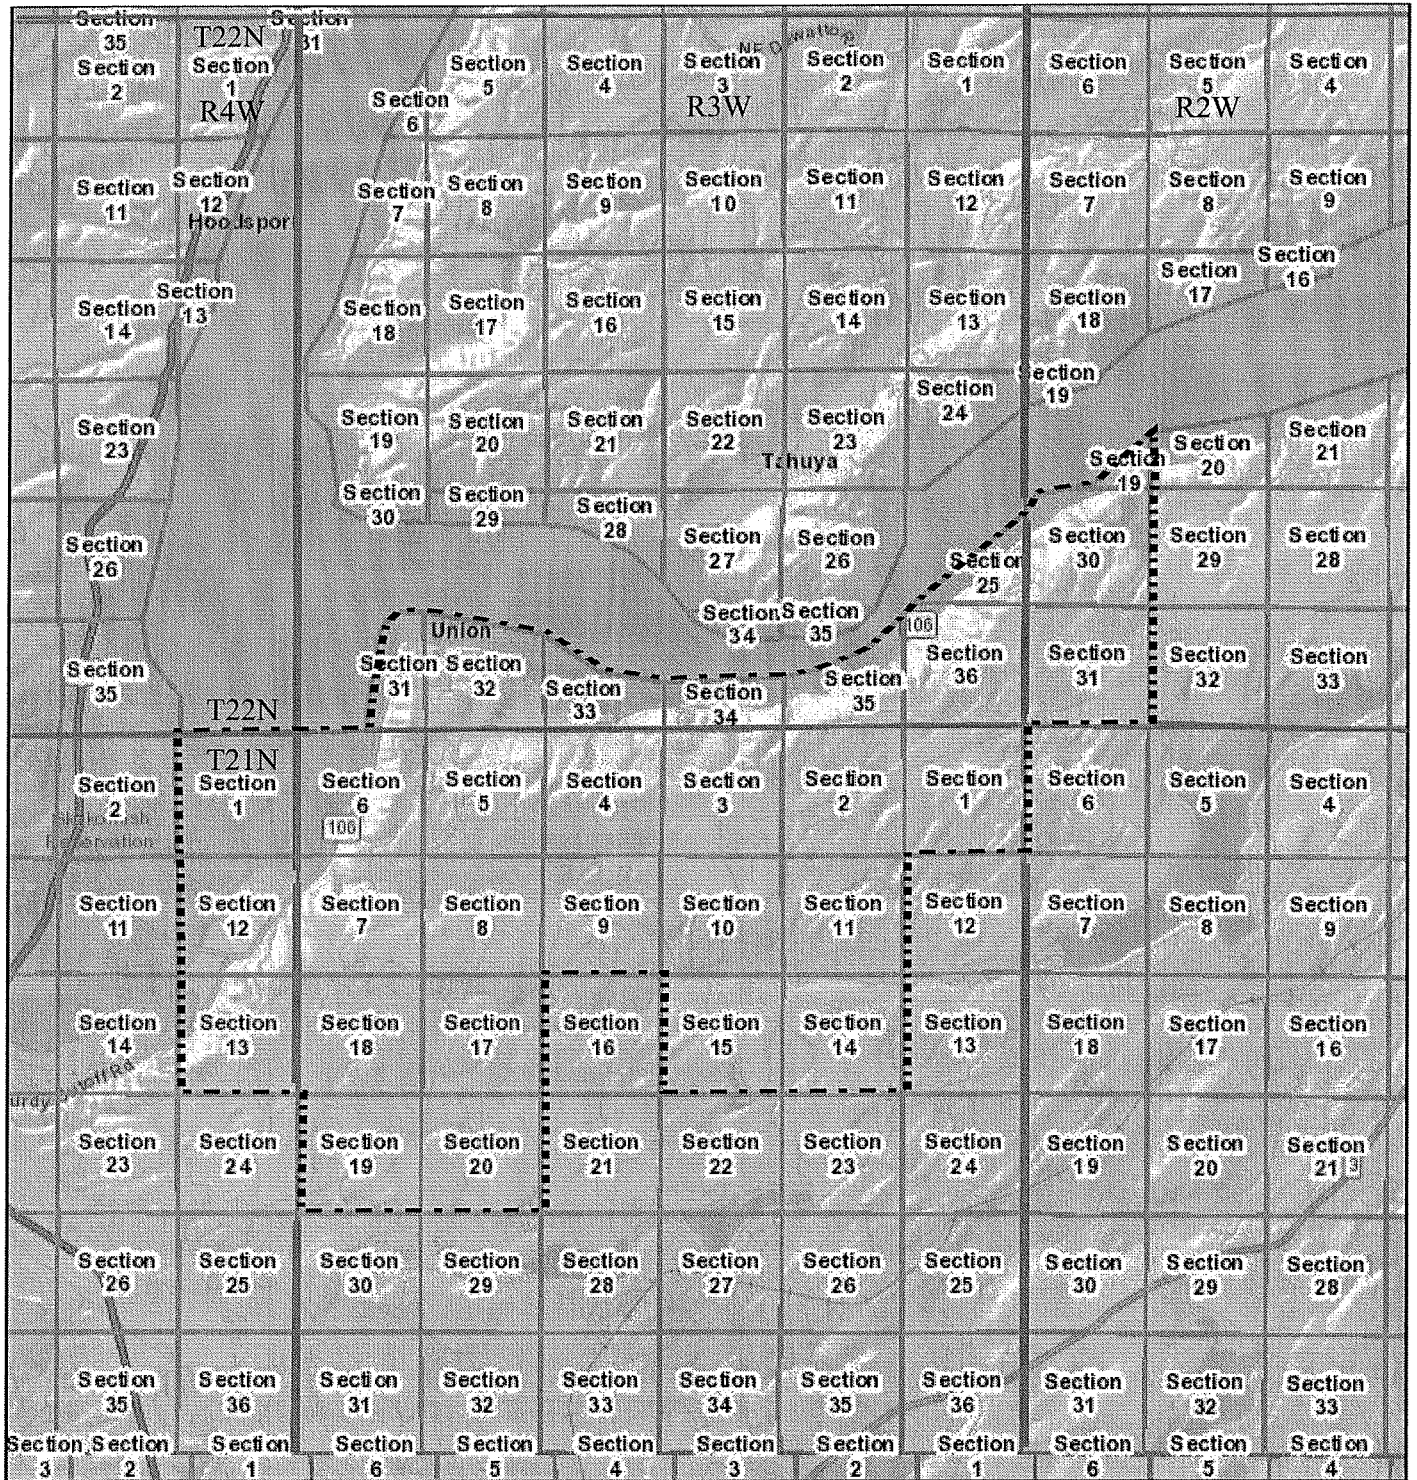 Section Section
35 T22N 31
NE Dewatto
Section Section Section Section Section Section Section Section Section Section
2 1 5 4 3 2 1 6 5 4
Section
6
R4W R3W R2W
Section Section Section Section Section Section Section Section Section Section Section
11 12 7 8 9 10 11 12 7 8 9
Hoodsport
Section Section
17 16
Section Section Section Section Section Section Section Section Section
14 13 18 17 16 15 14 13 18
Section Section
24 19
Section Section Section Section Section Section Section Section
23 19 20 21 22 23 20 21
Tahuya
Section
19
Section Section Section
30 29 28
Section Section Section Section Section Section Section
26 27 26 25 30 29 28
Section Section
34 35
106
Union
Section Section Section Section Section Section Section
35 31 32 36 31 32 33
Section Section Section
33 34 35
T22N
T21N
Section Section Section Section Section Section Section Section Section Section Section
2 1 6 5 4 3 2 1 6 5 4
Reservation
106
Section Section Section Section Section Section Section Section Section Section Section
11 12 7 8 9 10 11 12 7 8 9
Section Section Section Section Section Section Section Section Section Section Section
14 13 18 17 16 15 14 13 18 17 16
urdy Cutoff Rd
Section Section Section Section Section Section Section Section Section Section Section
23 24 19 20 21 22 23 24 19 20 21
3
Section Section Section Section Section Section Section Section Section Section Section
26 25 30 29 28 27 26 25 30 29 28
Section Section Section Section Section Section Section Section Section Section Section
35 36 31 32 33 34 35 36 31 32 33
Section Section Section Section Section Section Section Section Section Section Section Section
3 2 1 6 5 4 3 2 1 6 5 4